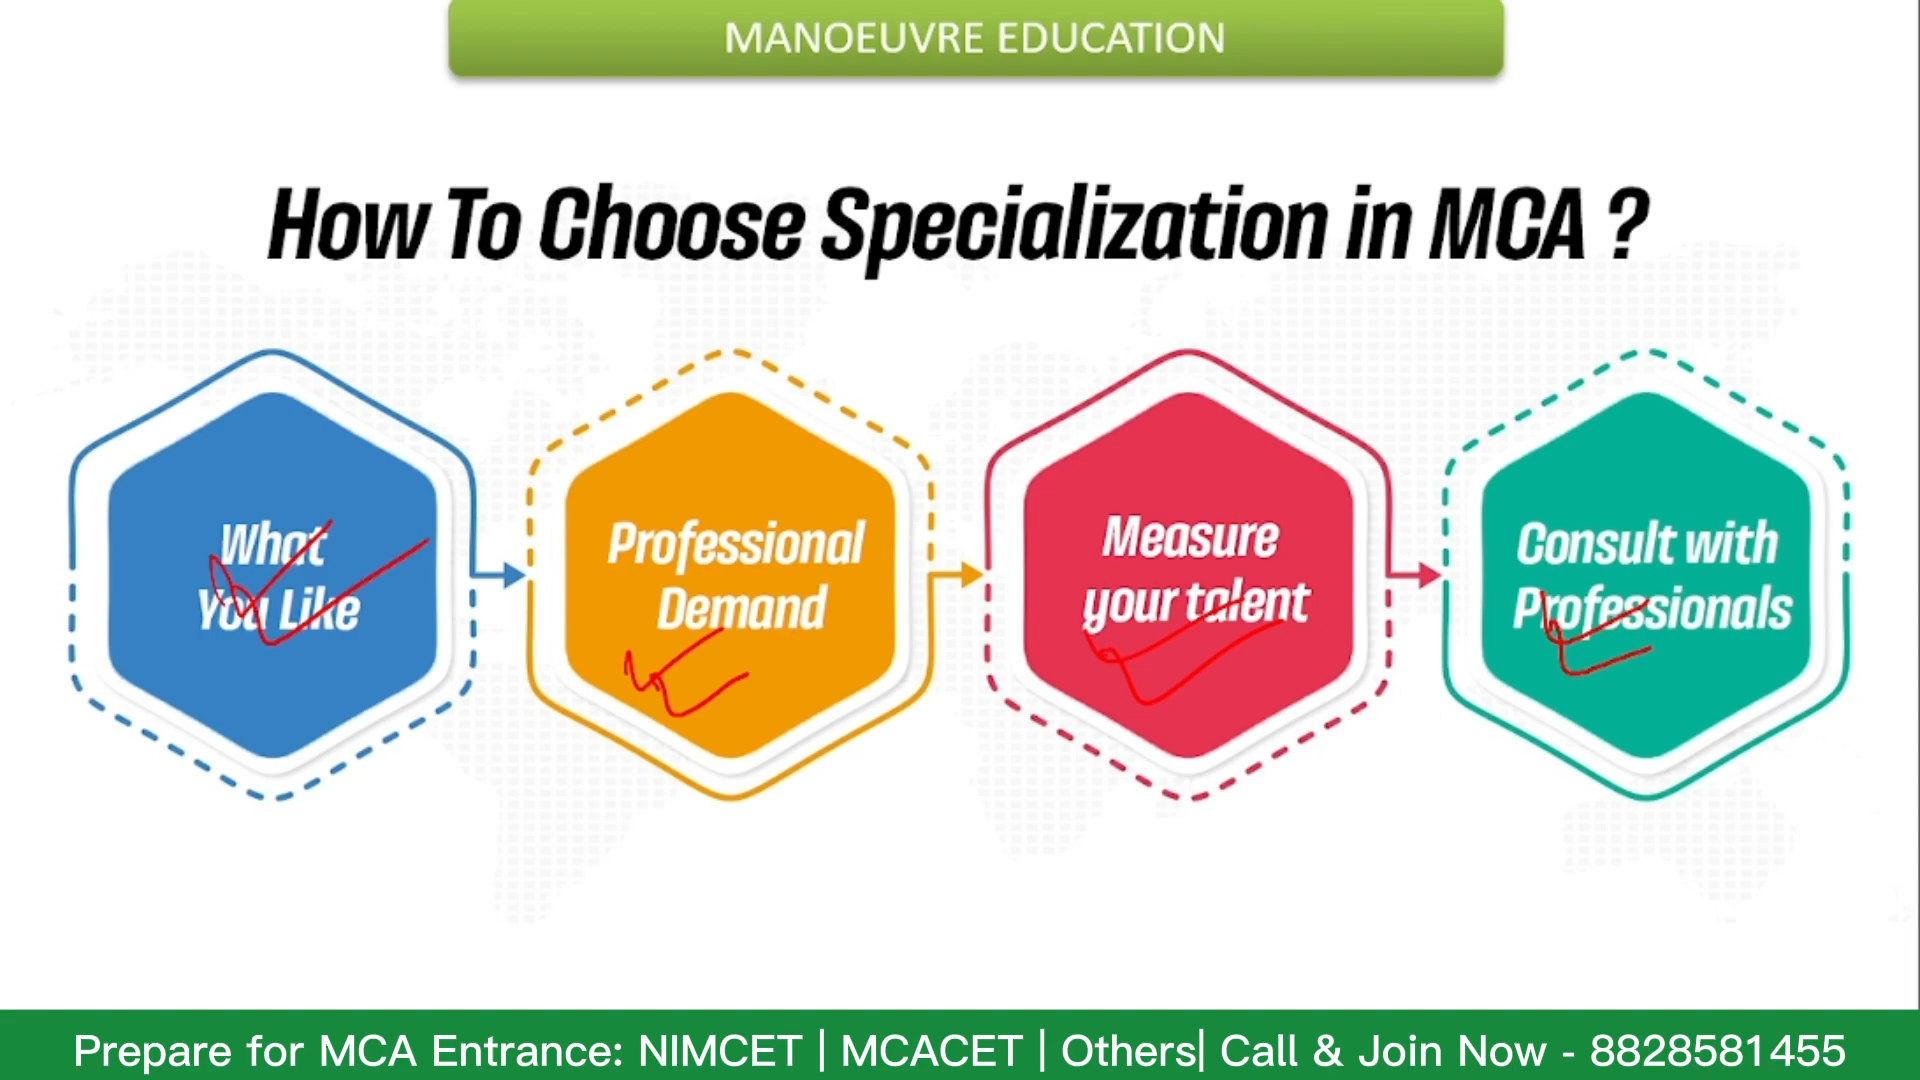 MANOEUVRE EDUCATION
How To Choose Specialization in MCA ?
What
You Like
Professional
Demand
Measure
your talent
Consult with
Professionals
Prepare for MCA Entrance: NIMCET | MCACET | Others| Call & Join Now - 8828581455